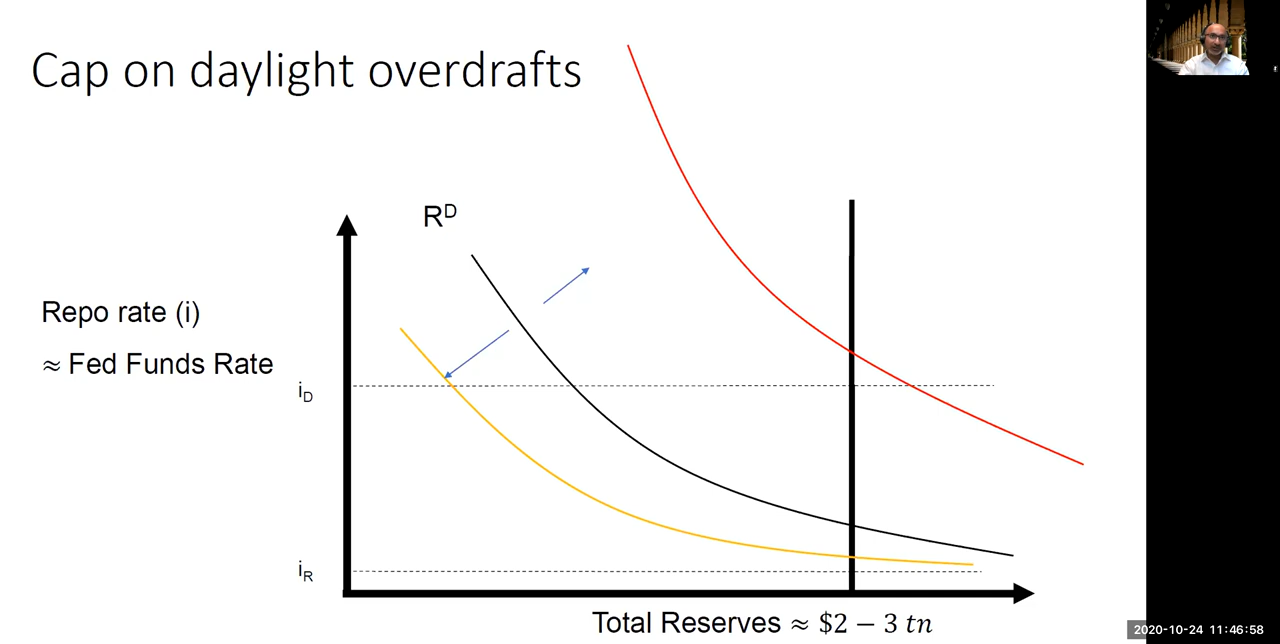 Cap on daylight overdrafts
R^D
Repo rate (i)
≈ Fed Funds Rate
i_D
i_R
Total Reserves ≈ $2 − 3 tn
2020-10-24 11:46:58